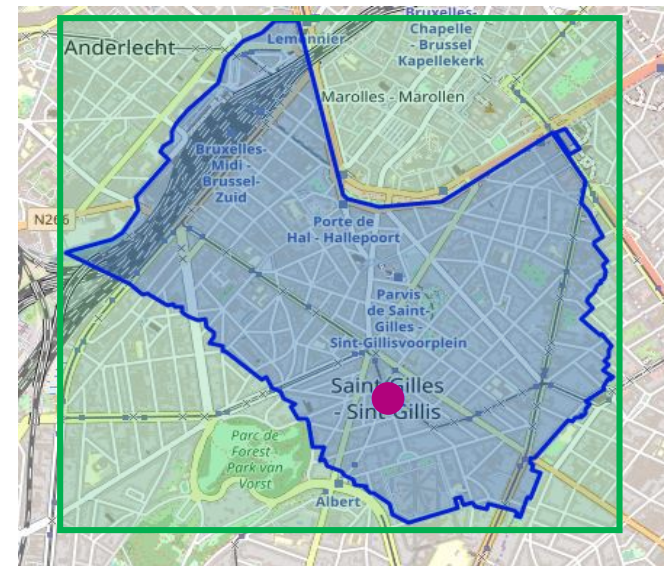 Bruxelles-
Chapelle
- Brussel
Kapellekerk
Lemonnier
Anderlecht
Marolles - Marollen
Bruxelles-
Midi -
Brussel-
Zuid
N266
Porte de
Hal - Hallepoort
Parvis
de Saint-
Gilles -
Sint-Gillisvoorplein
Saint-Gilles
- Sint-Gillis
Parc de
Forest -
Park van
Vorst
Albert